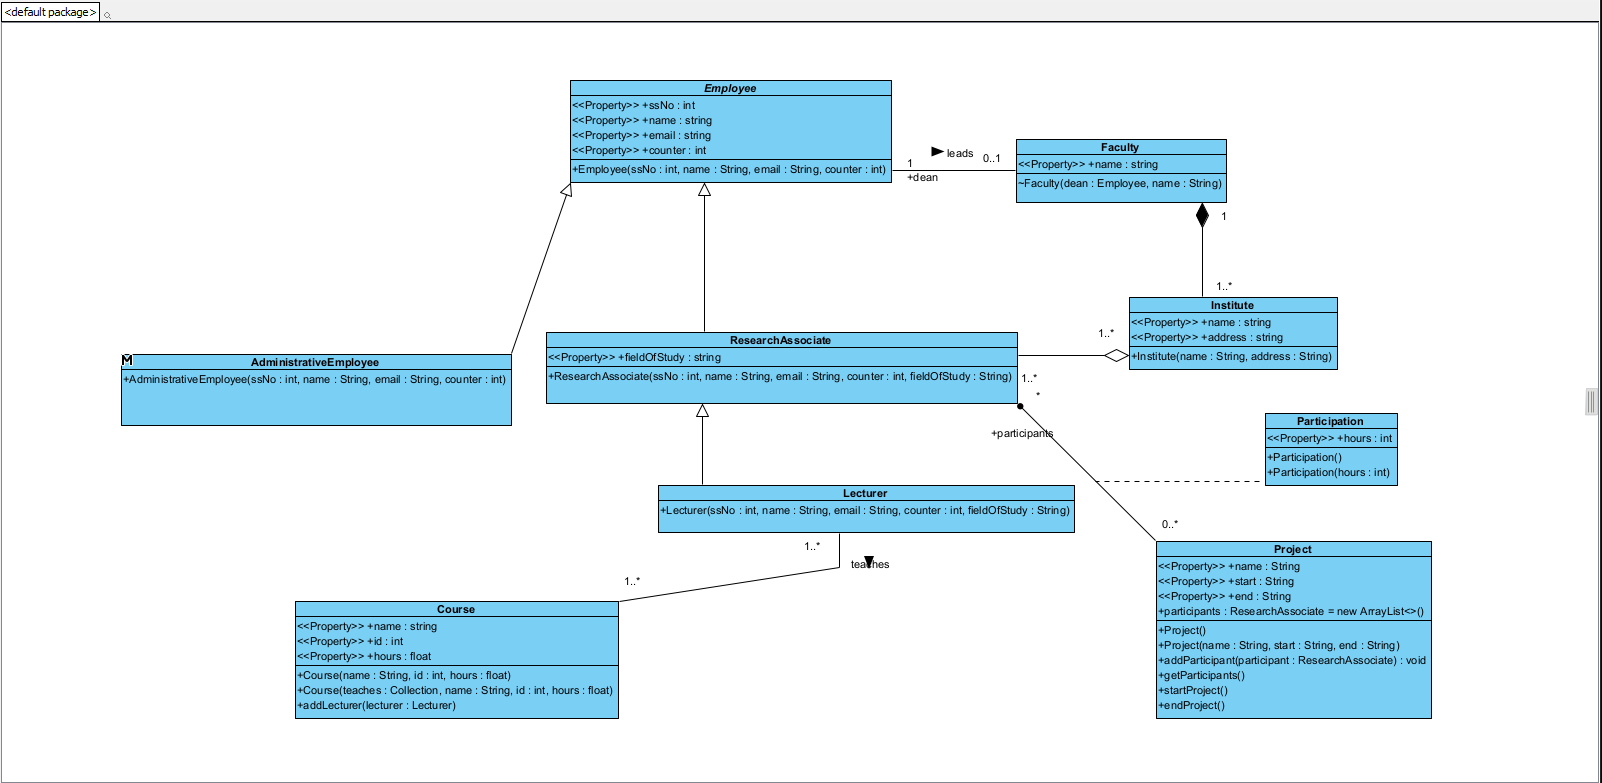 <default package>
Employee
<<Property>> +ssNo : int
<<Property>> +name : string
<<Property>> +email : string
<<Property>> +counter : int
+Employee(ssNo : int, name : String, email : String, counter : int)
1
leads
0..1
+dean
Faculty
<<Property>> +name : string
~Faculty(dean : Employee, name : String)
1
1..*
Institute
<<Property>> +name : string
<<Property>> +address : string
+Institute(name : String, address : String)
1..*
ResearchAssociate
<<Property>> +fieldOfStudy : string
+ResearchAssociate(ssNo : int, name : String, email : String, counter : int, fieldOfStudy : String)
1..*
*
+participants
M
AdministrativeEmployee
+AdministrativeEmployee(ssNo : int, name : String, email : String, counter : int)
Participation
<<Property>> +hours : int
+Participation()
+Participation(hours : int)
Lecturer
+Lecturer(ssNo : int, name : String, email : String, counter : int, fieldOfStudy : String)
1..*
teaches
1..*
0..*
Course
<<Property>> +name : string
<<Property>> +id : int
<<Property>> +hours : float
+Course(name : String, id : int, hours : float)
+Course(teaches : Collection, name : String, id : int, hours : float)
+addLecturer(lecturer : Lecturer)
Project
<<Property>> +name : String
<<Property>> +start : String
<<Property>> +end : String
+participants : ResearchAssociate = new ArrayList<>()
+Project()
+Project(name : String, start : String, end : String)
+addParticipant(participant : ResearchAssociate) : void
+getParticipants()
+startProject()
+endProject()